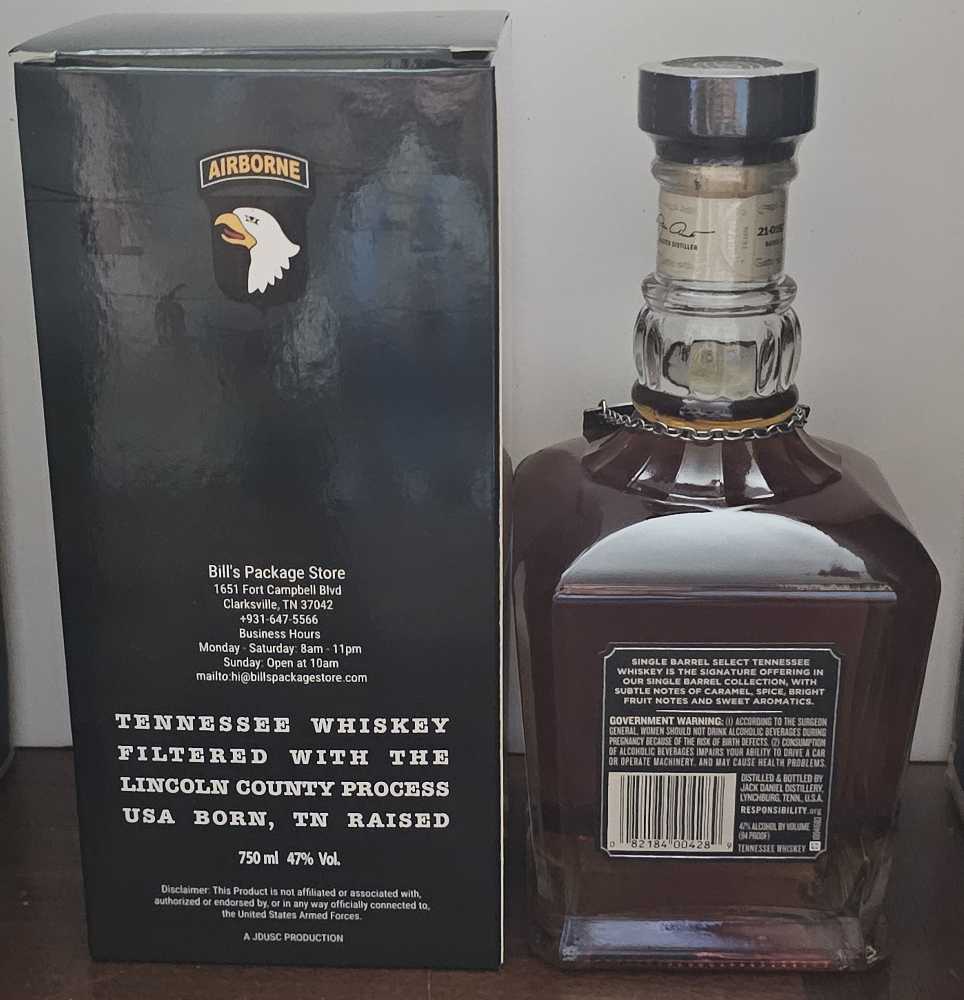 AIRBORNE
Bill's Package Store
1651 Fort Campbell Blvd
Clarksville, TN 37042
+931-647-5566
Business Hours
Monday - Saturday: 8am - 11pm
Sunday: Open at 10am
mailto:hi@billspackagestore.com
TENNESSEE WHISKEY
FILTERED WITH THE
LINCOLN COUNTY PROCESS
USA BORN, TN RAISED
750 ml 47% Vol.
Disclaimer: This Product is not affiliated or associated with,
authorized or endorsed by, or in any way officially connected to,
the United States Armed Forces.
A JDUSC PRODUCTION
DISTILLER
TENN
SINGLE BARREL SELECT TENNESSEE
WHISKEY IS THE SIGNATURE OFFERING IN
OUR SINGLE BARREL COLLECTION, WITH
SUBTLE NOTES OF CARAMEL, SPICE, BRIGHT
FRUIT NOTES AND SWEET AROMATICS.
GOVERNMENT WARNING: (1) ACCORDING TO THE SURGEON
GENERAL, WOMEN SHOULD NOT DRINK ALCOHOLIC BEVERAGES DURING
PREGNANCY BECAUSE OF THE RISK OF BIRTH DEFECTS. (2) CONSUMPTION
OF ALCOHOLIC BEVERAGES IMPAIRS YOUR ABILITY TO DRIVE A CAR
OR OPERATE MACHINERY, AND MAY CAUSE HEALTH PROBLEMS.
DISTILLED & BOTTLED BY
JACK DANIEL DISTILLERY,
LYNCHBURG, TENN., U.S.A.
RESPONSIBILITY.org
47% ALCOHOL BY VOLUME
(94 PROOF)
TENNESSEE WHISKEY
0 82184 00428 9